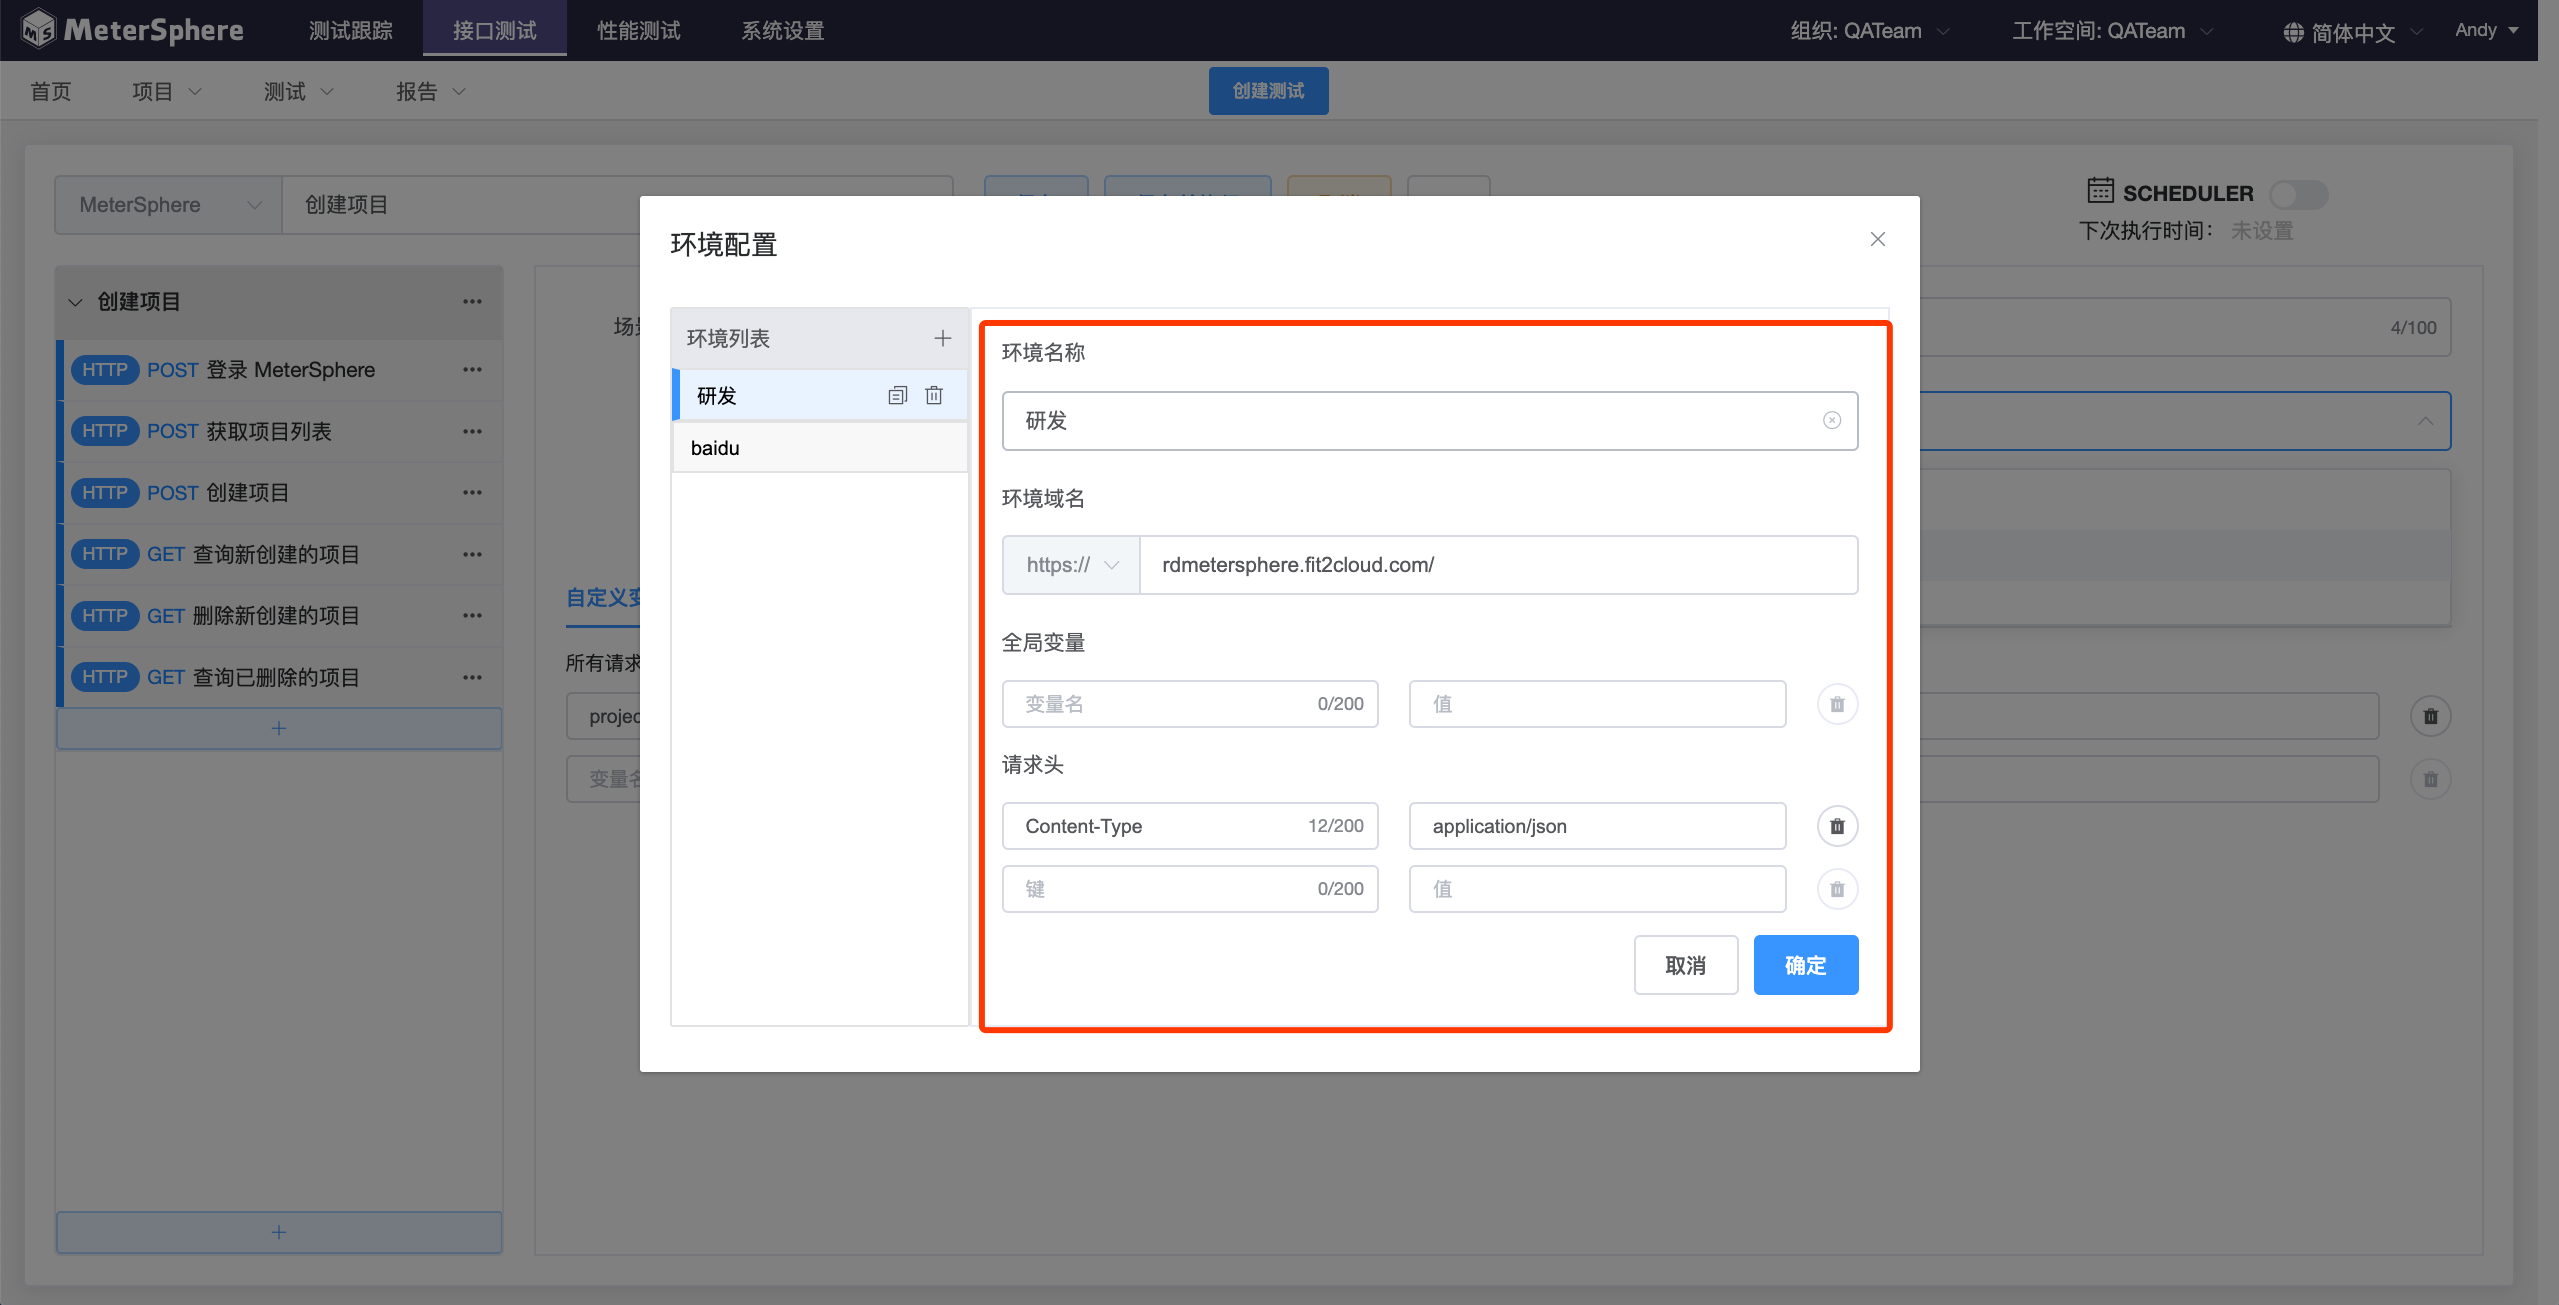 MeterSphere 测试跟踪 接口测试 性能测试 系统设置 组织: QATeam 工作空间: QATeam 简体中文 Andy
首页 项目 测试 报告 创建测试
MeterSphere 创建项目
SCHEDULER
下次执行时间： 未设置
创建项目
HTTP POST 登录 MeterSphere
HTTP POST 获取项目列表
HTTP POST 创建项目
HTTP GET 查询新创建的项目
HTTP GET 删除新创建的项目
HTTP GET 查询已删除的项目
4/100
自定义变
所有请求
projec
变量名
环境配置
环境列表
研发
baidu
环境名称
研发
环境域名
https:// rdmetersphere.fit2cloud.com/
全局变量
变量名 0/200 值
请求头
Content-Type 12/200 application/json
键 0/200 值
取消 确定